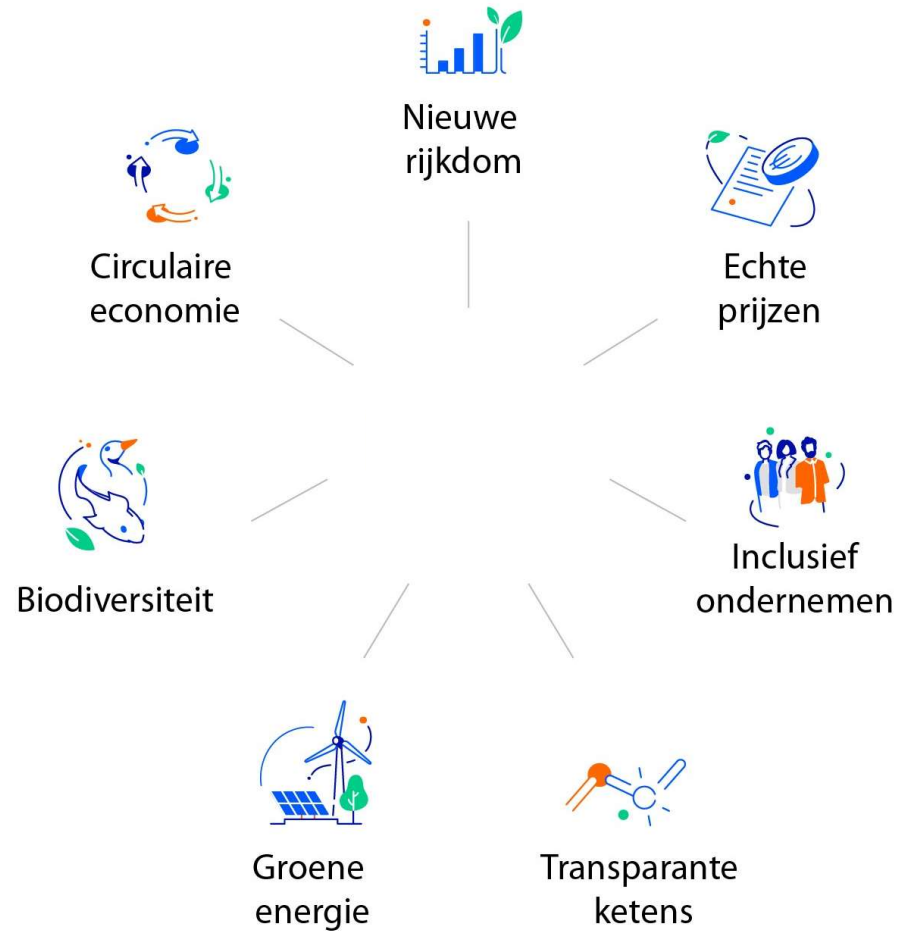 Nieuwe
rijkdom
Circulaire
economie
Echte
prijzen
Biodiversiteit
Inclusief
ondernemen
Groene
energie
Transparante
ketens